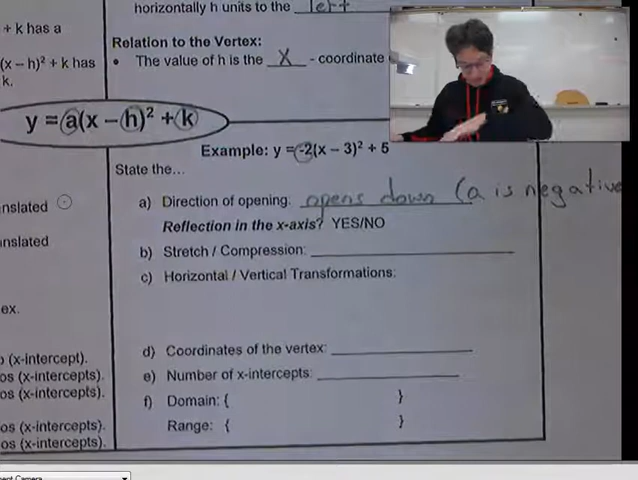 horizontally h units to the left
+ k has a
Relation to the Vertex:
(x – h)² + k has
• The value of h is the X - coordinate
k.
y = a(x – h)² + k
Example: y = -2(x – 3)² + 5
State the...
nslated
a) Direction of opening: opens down (a is negative
Reflection in the x-axis? YES/NO
anslated
b) Stretch / Compression:
c) Horizontal / Vertical Transformations:
ex.
d) Coordinates of the vertex:
o (x-intercept).
e) Number of x-intercepts:
os (x-intercepts).
os (x-intercepts).
f) Domain: { }
Range: { }
os (x-intercepts).
os (x-intercepts).
ent Camera